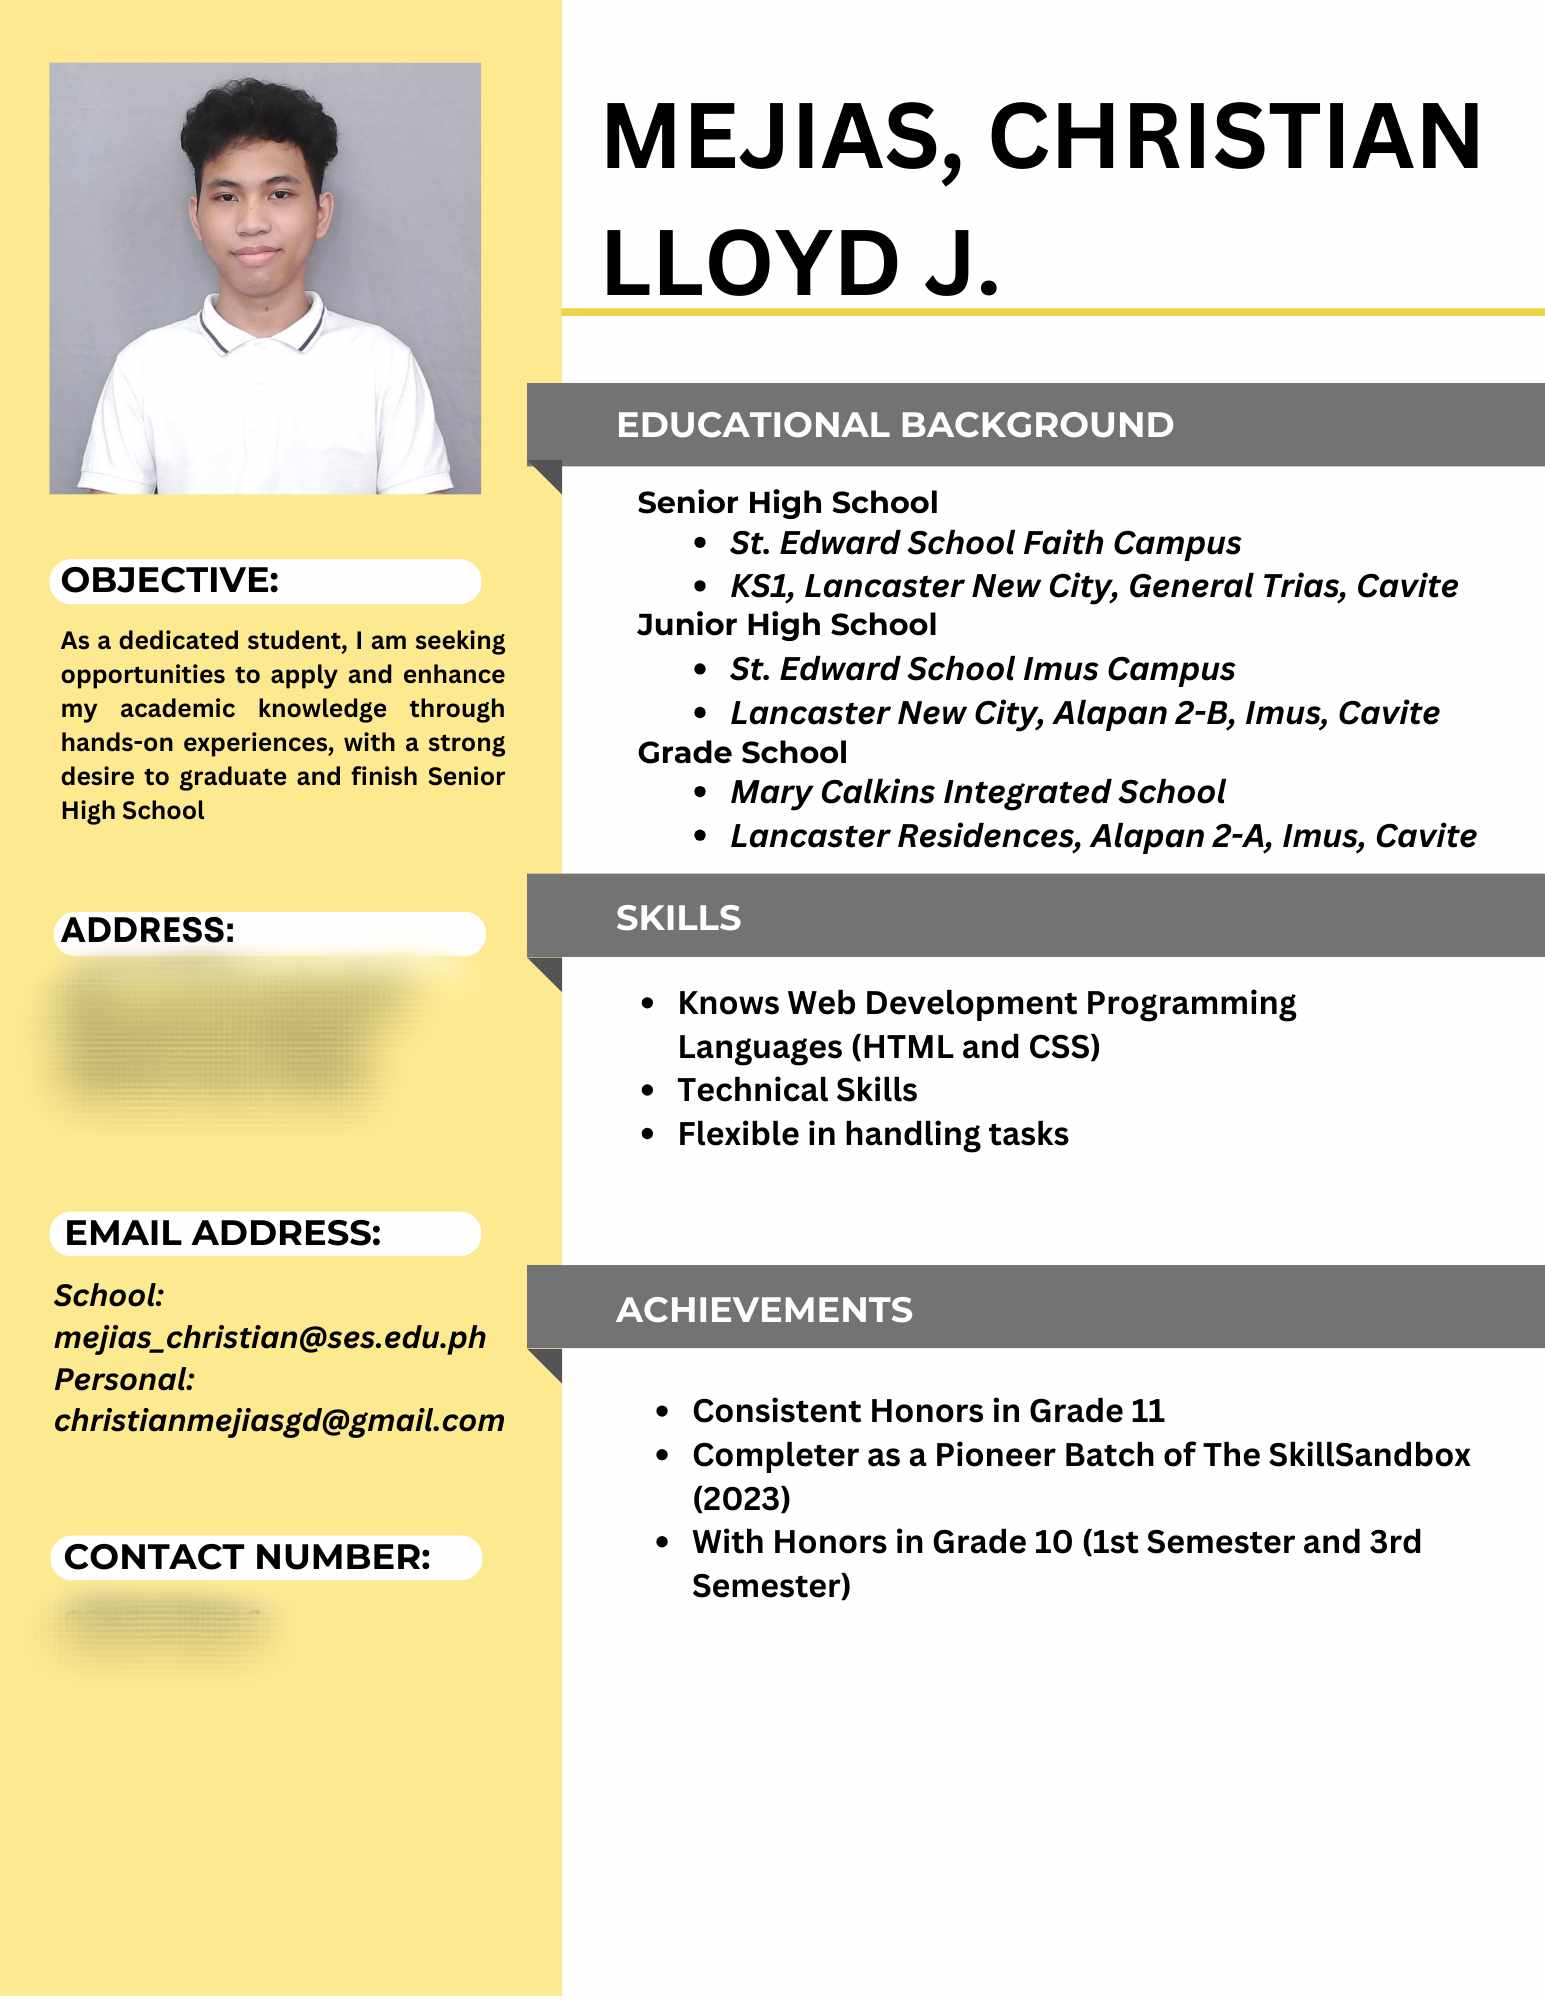 MEJIAS, CHRISTIAN
LLOYD J.
OBJECTIVE:
As a dedicated student, I am seeking
opportunities to apply and enhance
my academic knowledge through
hands-on experiences, with a strong
desire to graduate and finish Senior
High School
ADDRESS:
EMAIL ADDRESS:
School:
mejias_christian@ses.edu.ph
Personal:
christianmejiasgd@gmail.com
CONTACT NUMBER:
EDUCATIONAL BACKGROUND
Senior High School
• St. Edward School Faith Campus
• KS1, Lancaster New City, General Trias, Cavite
Junior High School
• St. Edward School Imus Campus
• Lancaster New City, Alapan 2-B, Imus, Cavite
Grade School
• Mary Calkins Integrated School
• Lancaster Residences, Alapan 2-A, Imus, Cavite
SKILLS
• Knows Web Development Programming
Languages (HTML and CSS)
• Technical Skills
• Flexible in handling tasks
ACHIEVEMENTS
• Consistent Honors in Grade 11
• Completer as a Pioneer Batch of The SkillSandbox
(2023)
• With Honors in Grade 10 (1st Semester and 3rd
Semester)